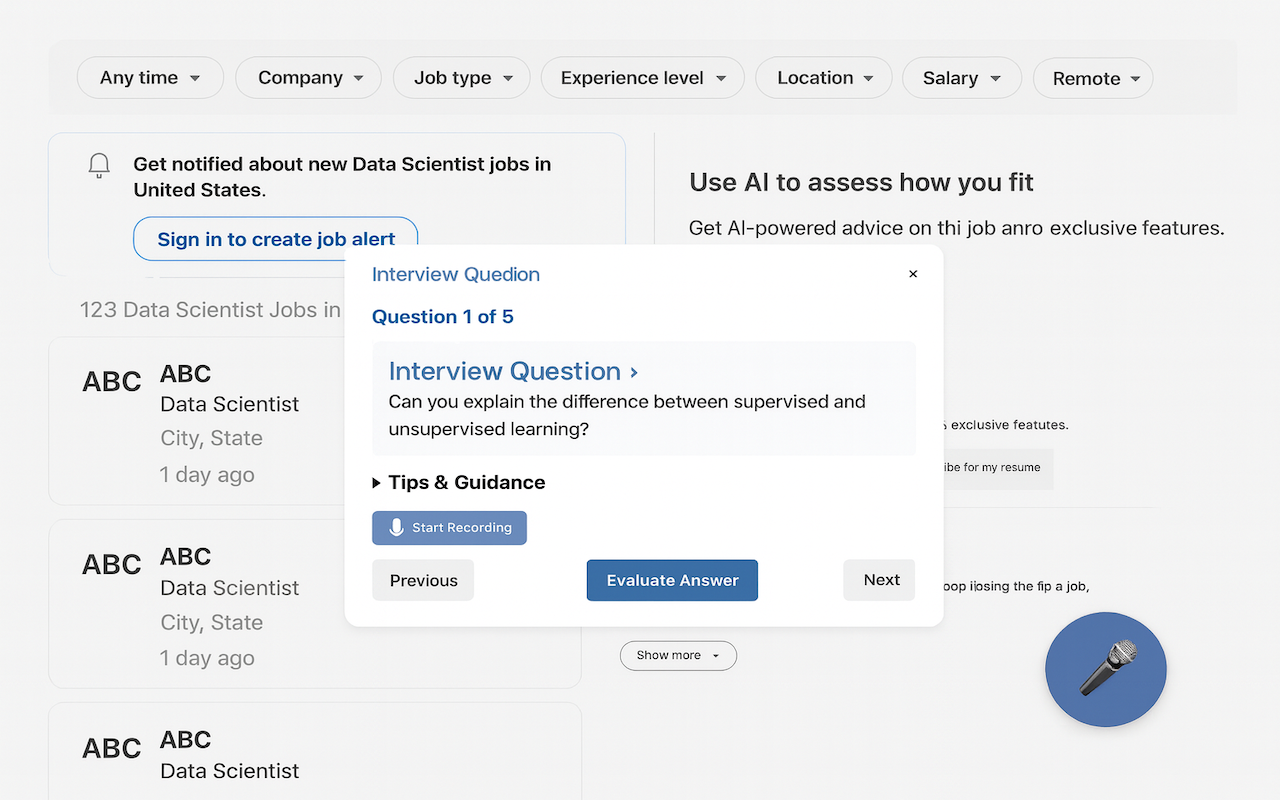 Any time
Company
Job type
Experience level
Location
Salary
Remote
Get notified about new Data Scientist jobs in
United States.
Sign in to create job alert
Use AI to assess how you fit
Get AI-powered advice on thi job anro exclusive features.
123 Data Scientist Jobs in
ABC
ABC
Data Scientist
City, State
1 day ago
ABC
ABC
Data Scientist
City, State
1 day ago
ABC
ABC
Data Scientist
Interview Quedion
×
Question 1 of 5
Interview Question ›
Can you explain the difference between supervised and
unsupervised learning?
Tips & Guidance
Start Recording
Previous
Evaluate Answer
Next
exclusive featutes.
ibe for my resume
oop iosing the fip a job,
Show more